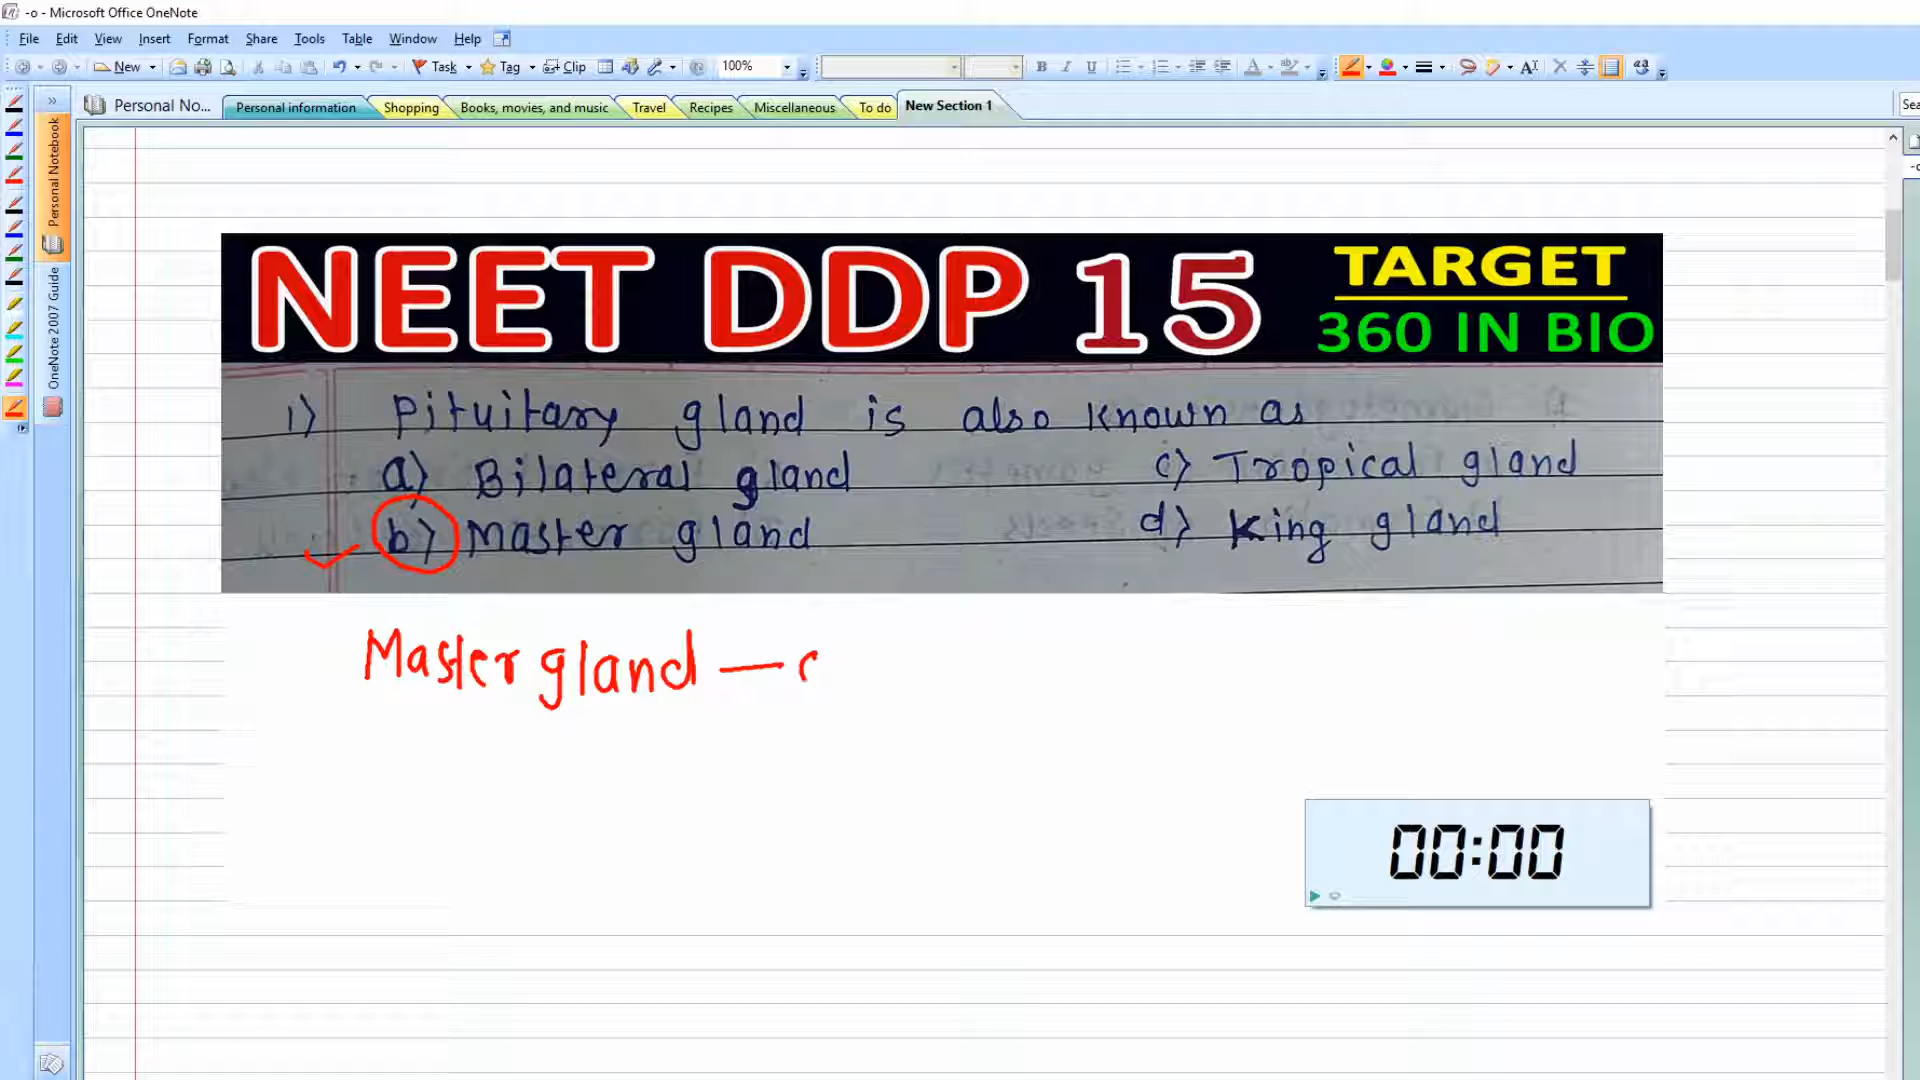 -o - Microsoft Office OneNote
File Edit View Insert Format Share Tools Table Window Help
New Task Tag Clip 100% B I U A
Personal No... Personal information Shopping Books, movies, and music Travel Recipes Miscellaneous To do New Section 1 Sea
Personal Notebook
OneNote 2007 Guide
NEET DDP 15 TARGET
360 IN BIO
1) Pituitary gland is also known as
a) Bilateral gland c) Tropical gland
b) Master gland d) King gland
Master gland —
00:00